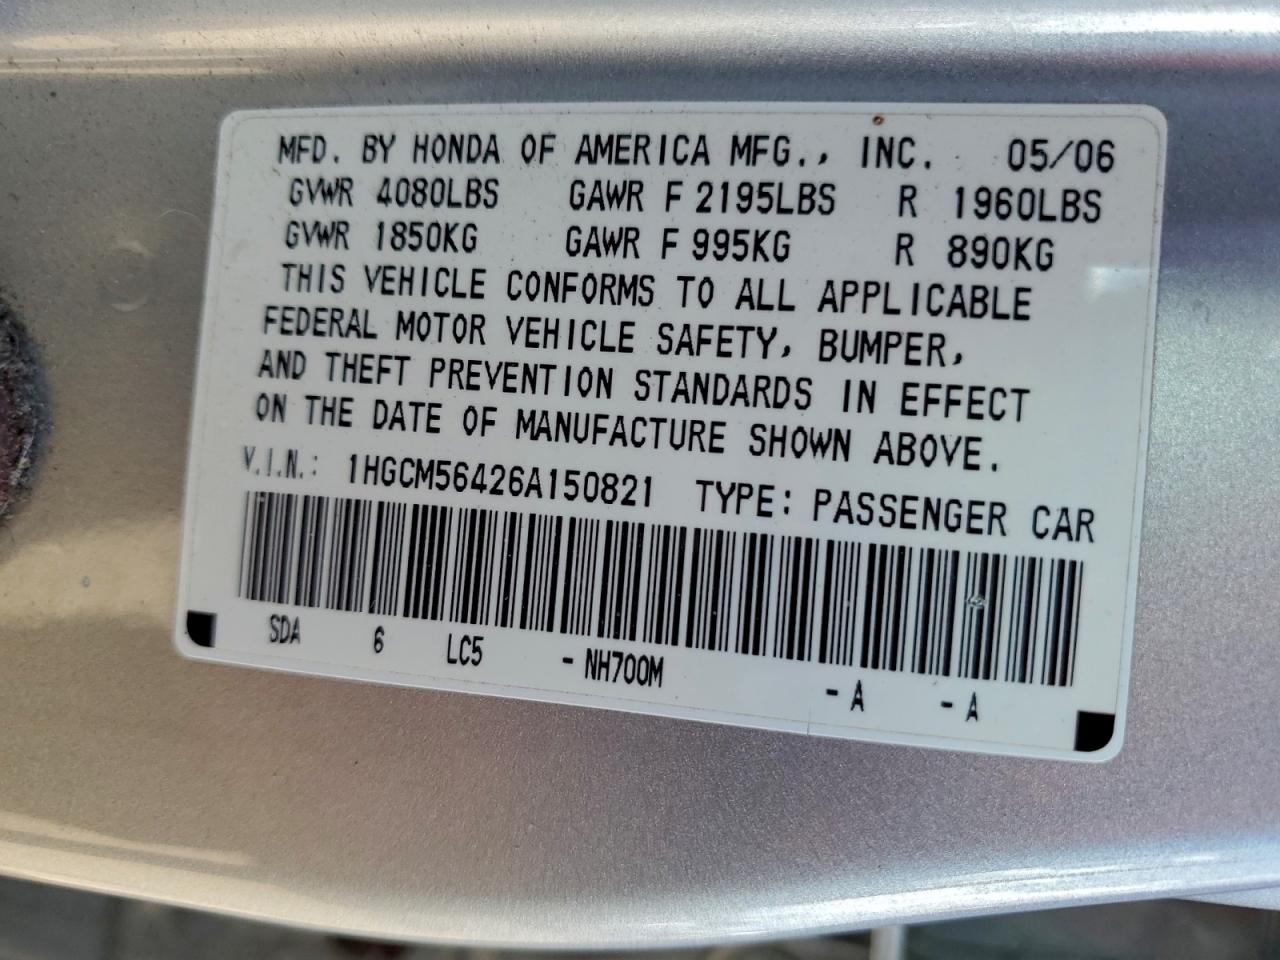 MFD. BY HONDA OF AMERICA MFG., INC. 05/06
GVWR 4080LBS GAWR F 2195LBS R 1960LBS
GVWR 1850KG GAWR F 995KG R 890KG
THIS VEHICLE CONFORMS TO ALL APPLICABLE
FEDERAL MOTOR VEHICLE SAFETY, BUMPER,
AND THEFT PREVENTION STANDARDS IN EFFECT
ON THE DATE OF MANUFACTURE SHOWN ABOVE.
V.I.N.: 1HGCM56426A150821 TYPE: PASSENGER CAR
SDA 6 LC5 - NH700M - A - A